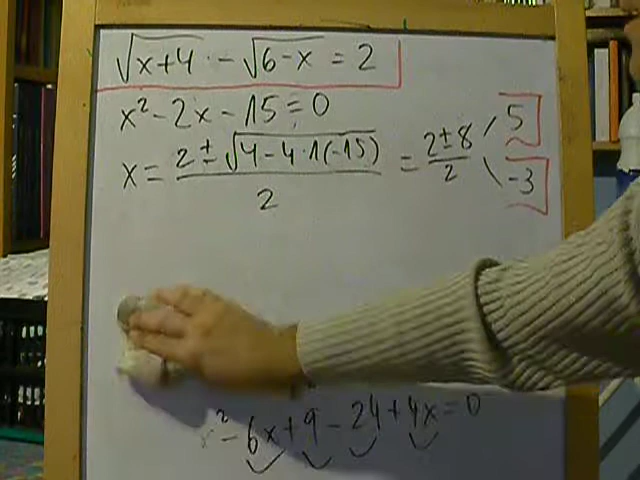 √(x+4) - √(6-x) = 2
x² - 2x - 15 = 0
x = (2 ± √(4 - 4·1(-15))) / 2 = (2 ± 8) / 2 / 5 \ -3
x² - 6x + 9 - 24 + 4x = 0